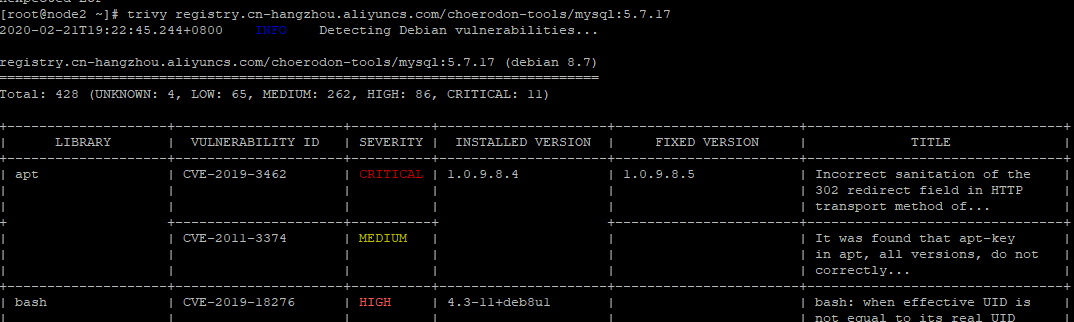 [root@node2 ~]# trivy registry.cn-hangzhou.aliyuncs.com/choerodon-tools/mysql:5.7.17
2020-02-21T19:22:45.244+0800 INFO Detecting Debian vulnerabilities...
registry.cn-hangzhou.aliyuncs.com/choerodon-tools/mysql:5.7.17 (debian 8.7)
===========================================================================
Total: 428 (UNKNOWN: 4, LOW: 65, MEDIUM: 262, HIGH: 86, CRITICAL: 11)
| LIBRARY | VULNERABILITY ID | SEVERITY | INSTALLED VERSION | FIXED VERSION | TITLE |
| apt | CVE-2019-3462 | CRITICAL | 1.0.9.8.4 | 1.0.9.8.5 | Incorrect sanitation of the |
| | | | | | 302 redirect field in HTTP |
| | | | | | transport method of... |
| | CVE-2011-3374 | MEDIUM | | | It was found that apt-key |
| | | | | | in apt, all versions, do not |
| | | | | | correctly... |
| bash | CVE-2019-18276 | HIGH | 4.3-11+deb8u1 | | bash: when effective UID is |
| | | | | | not equal to its real UID |